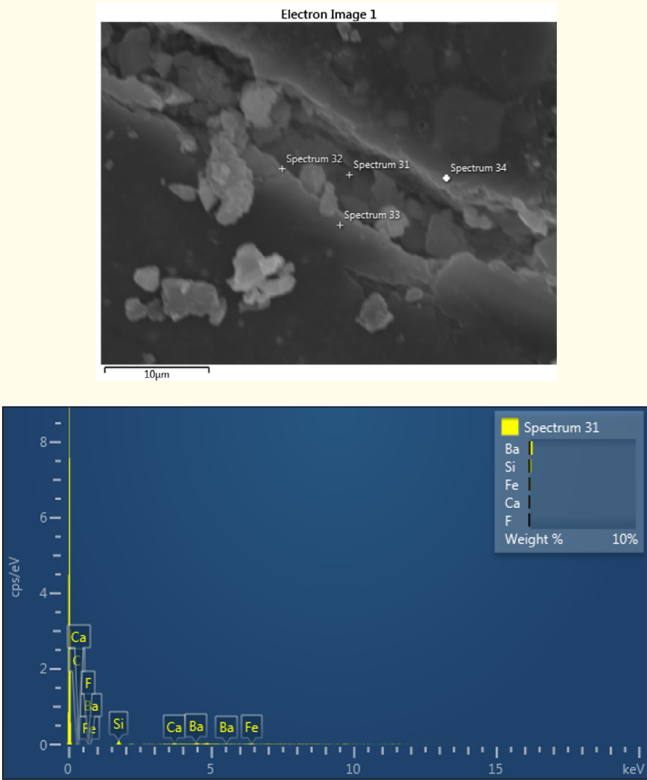 Electron Image 1
Spectrum 32
Spectrum 31
Spectrum 34
Spectrum 33
10µm
Spectrum 31
Ba
Si
Fe
Ca
F
Weight % 10%
cps/eV
8
6
4
2
0
Ca
C
F
Ba
Fe
Si
Ca
Ba
Ba
Fe
0 5 10 15 keV